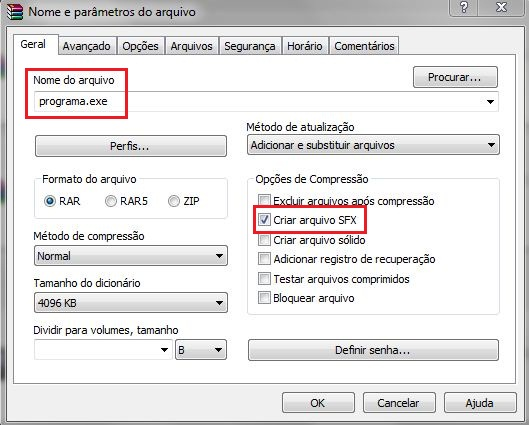 Nome e parâmetros do arquivo
Geral Avançado Opções Arquivos Segurança Horário Comentários
Nome do arquivo
Procurar...
programa.exe
Método de atualização
Perfis...
Adicionar e substituir arquivos
Formato do arquivo
RAR RAR5 ZIP
Opções de Compressão
Excluir arquivos após compressão
Criar arquivo SFX
Criar arquivo sólido
Adicionar registro de recuperação
Testar arquivos comprimidos
Bloquear arquivo
Método de compressão
Normal
Tamanho do dicionário
4096 KB
Dividir para volumes, tamanho
B
Definir senha...
OK Cancelar Ajuda